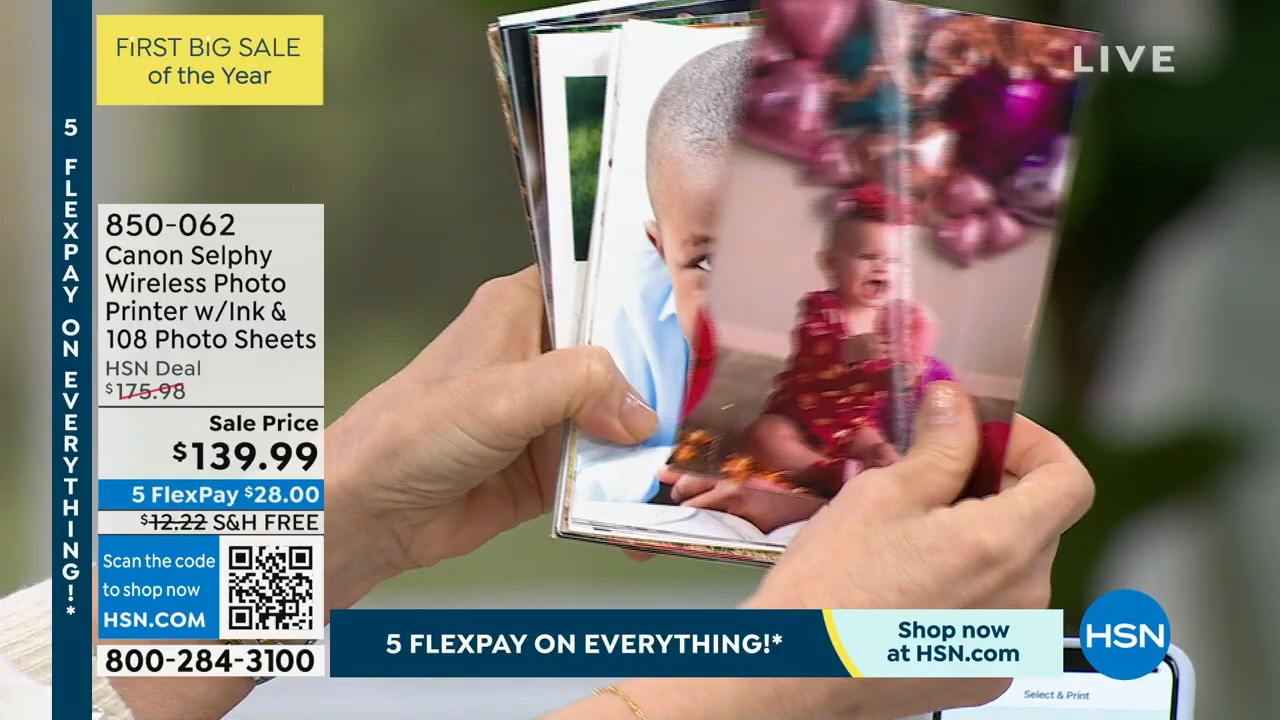 FiRST BiG SALE
of the Year
LIVE
5 FLEXPAY ON EVERYTHING!*
850-062
Canon Selphy
Wireless Photo
Printer w/Ink &
108 Photo Sheets
HSN Deal
$175.98
Sale Price
$139.99
5 FlexPay $28.00
$12.22 S&H FREE
Scan the code
to shop now
HSN.COM
800-284-3100
5 FLEXPAY ON EVERYTHING!*
Shop now
at HSN.com
HSN
Select & Print